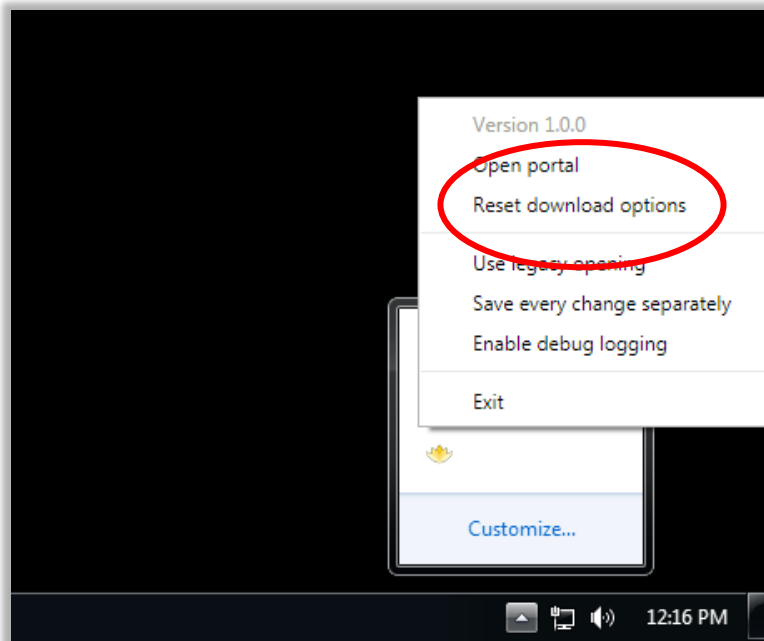 Version 1.0.0
Open portal
Reset download options
Use legacy opening
Save every change separately
Enable debug logging
Exit
Customize...
12:16 PM